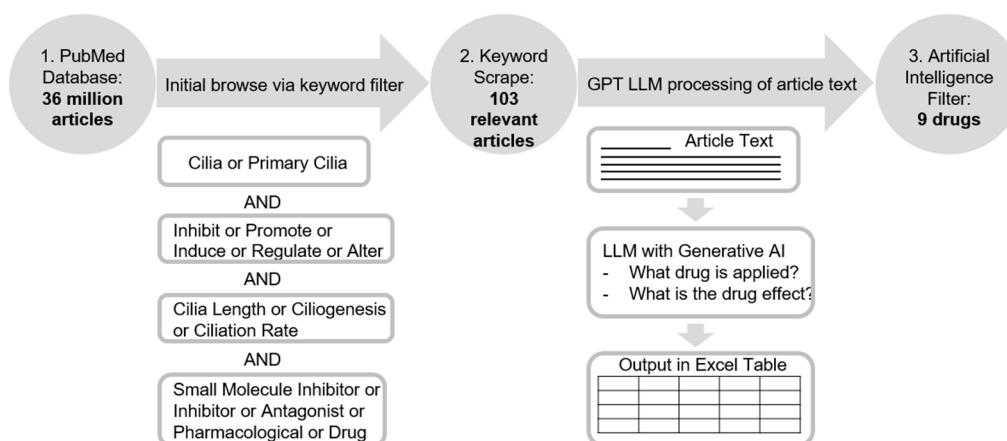 1. PubMed
Database:
36 million
articles
Initial browse via keyword filter
2. Keyword
Scrape:
103
relevant
articles
GPT LLM processing of article text
3. Artificial
Intelligence
Filter:
9 drugs
Cilia or Primary Cilia
AND
Inhibit or Promote or
Induce or Regulate or Alter
AND
Cilia Length or Ciliogenesis
or Ciliation Rate
AND
Small Molecule Inhibitor or
Inhibitor or Antagonist or
Pharmacological or Drug
Article Text
LLM with Generative AI
- What drug is applied?
- What is the drug effect?
Output in Excel Table